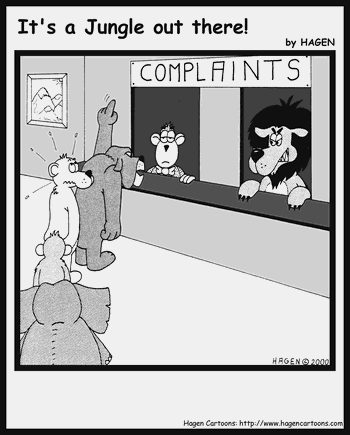 It's a Jungle out there!
by HAGEN
COMPLAINTS
HAGEN © 2000
Hagen Cartoons: http://www.hagencartoons.com